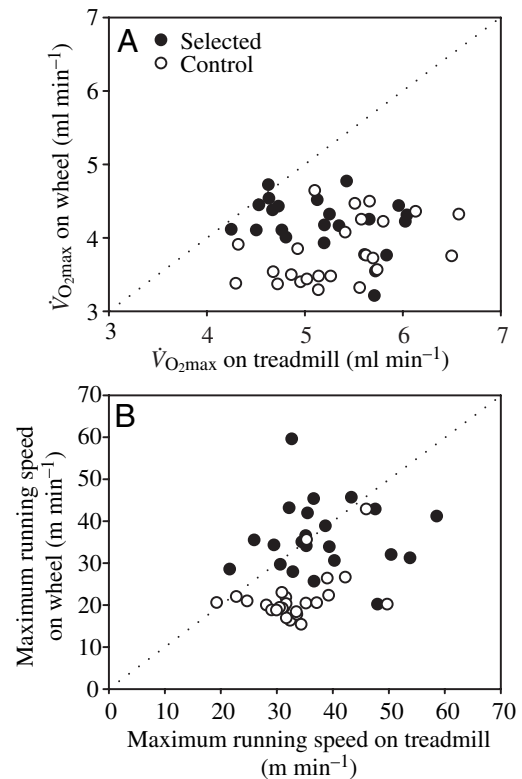 A
Selected
Control
V̇O₂max on wheel (ml min⁻¹)
7
6
5
4
3
3 4 5 6 7
V̇O₂max on treadmill (ml min⁻¹)
B
Maximum running speed
on wheel (m min⁻¹)
70
60
50
40
30
20
10
0
0 10 20 30 40 50 60 70
Maximum running speed on treadmill
(m min⁻¹)